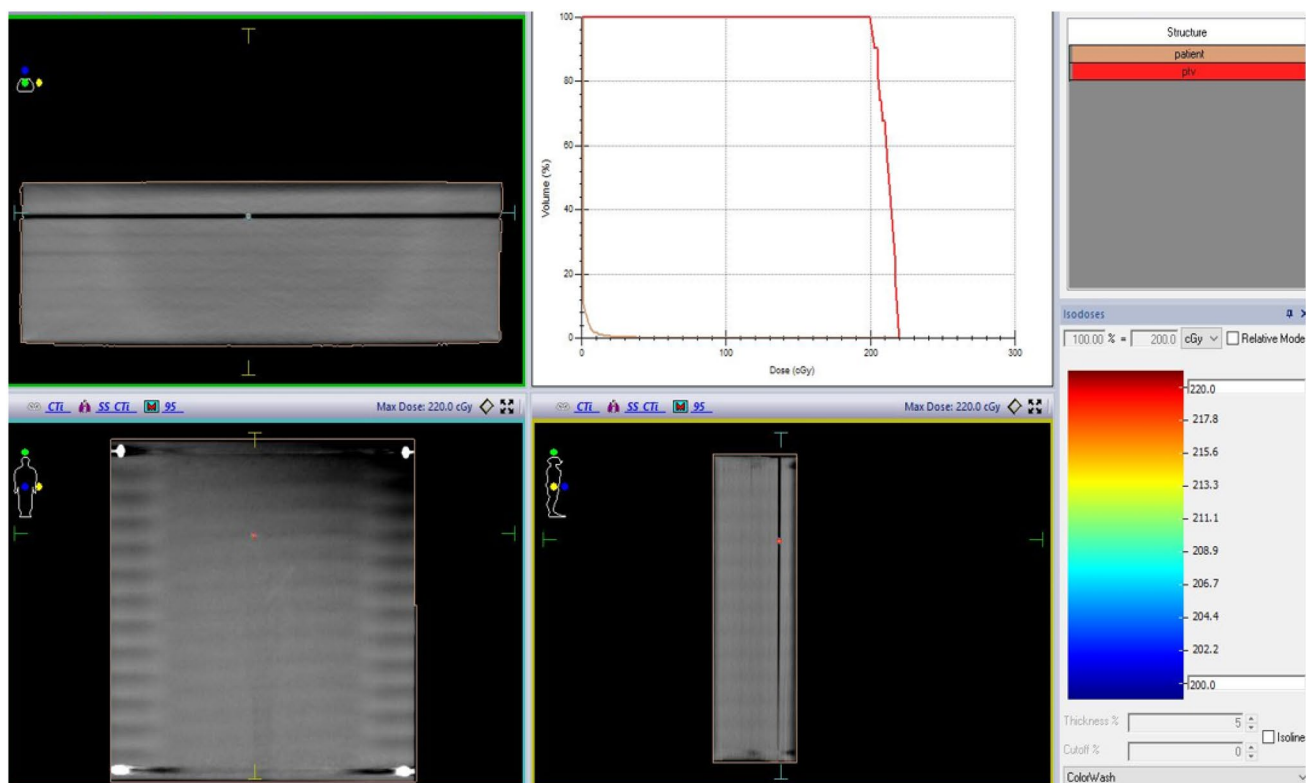 100
80
60
40
20
0
Volume (%)
0
100
200
300
Dose (cGy)
Structure
patient
ptv
Isodoses
100.00 % = 200.0 cGy Relative Mode
220.0
217.8
215.6
213.3
211.1
208.9
206.7
204.4
202.2
200.0
Thickness % 5
Isoline
Cutoff % 0
ColorWash
CTi SS CTi 95 Max Dose: 220.0 cGy
CTi SS CTi 95 Max Dose: 220.0 cGy